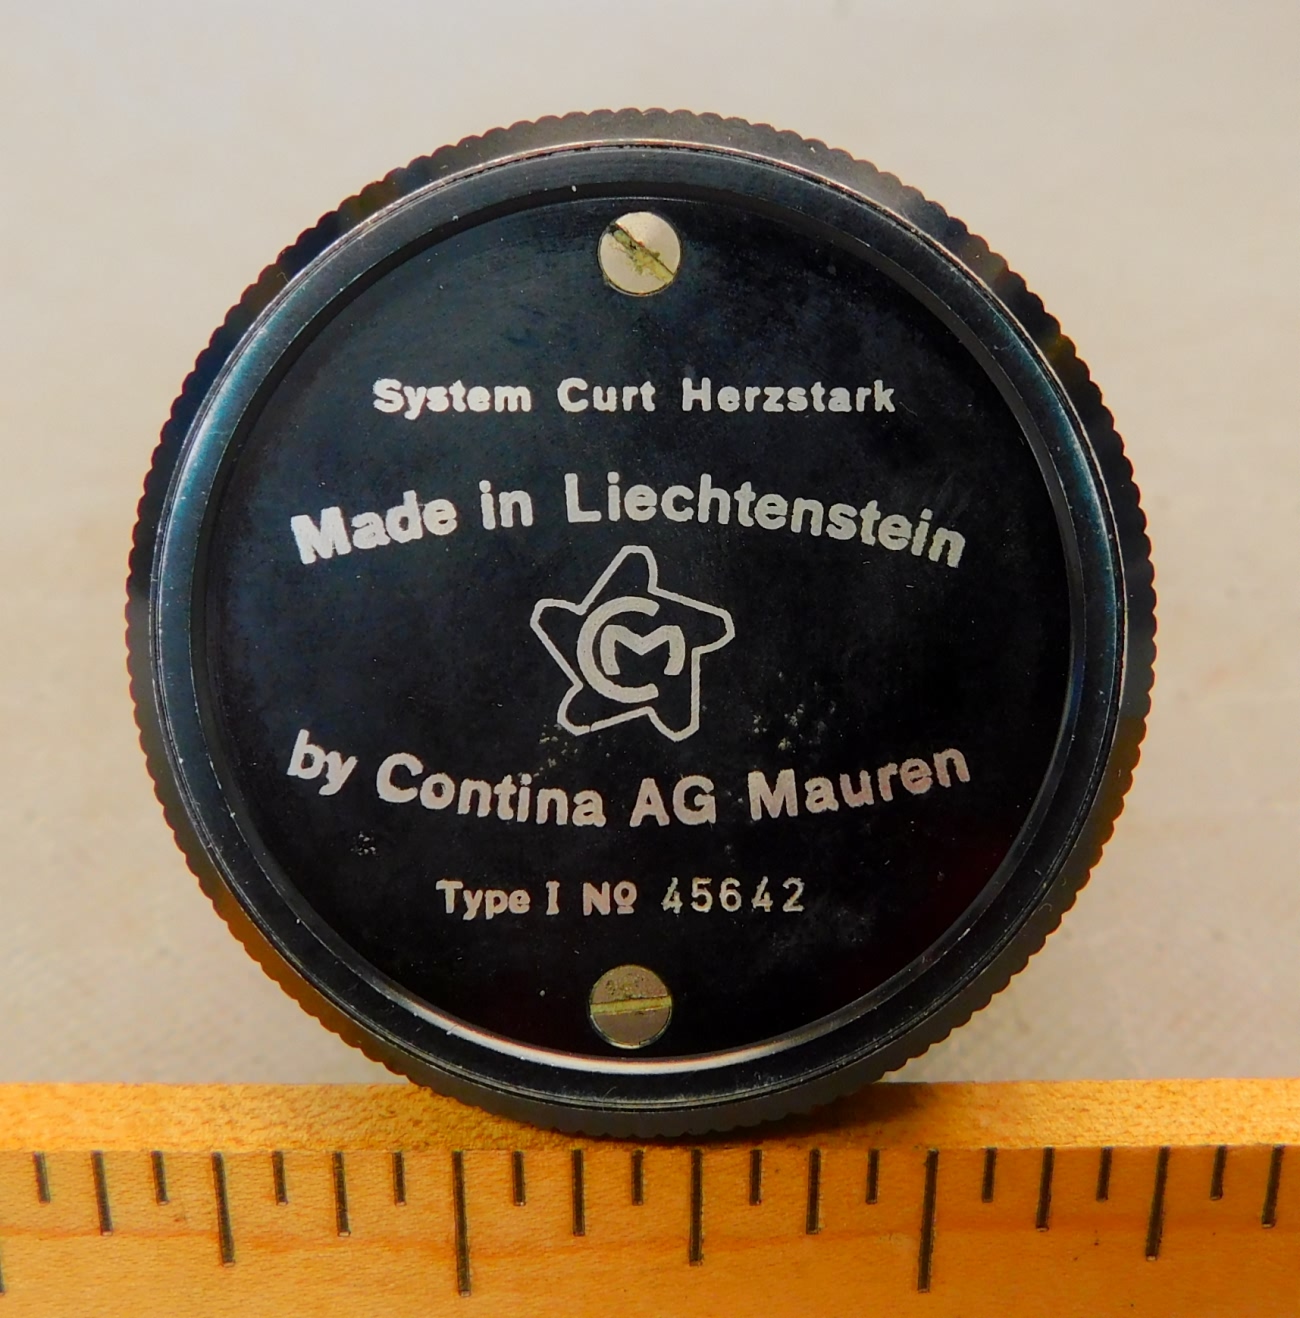 System Curt Herzstark
Made in Liechtenstein
CM
by Contina AG Mauren
Type I Nº 45642